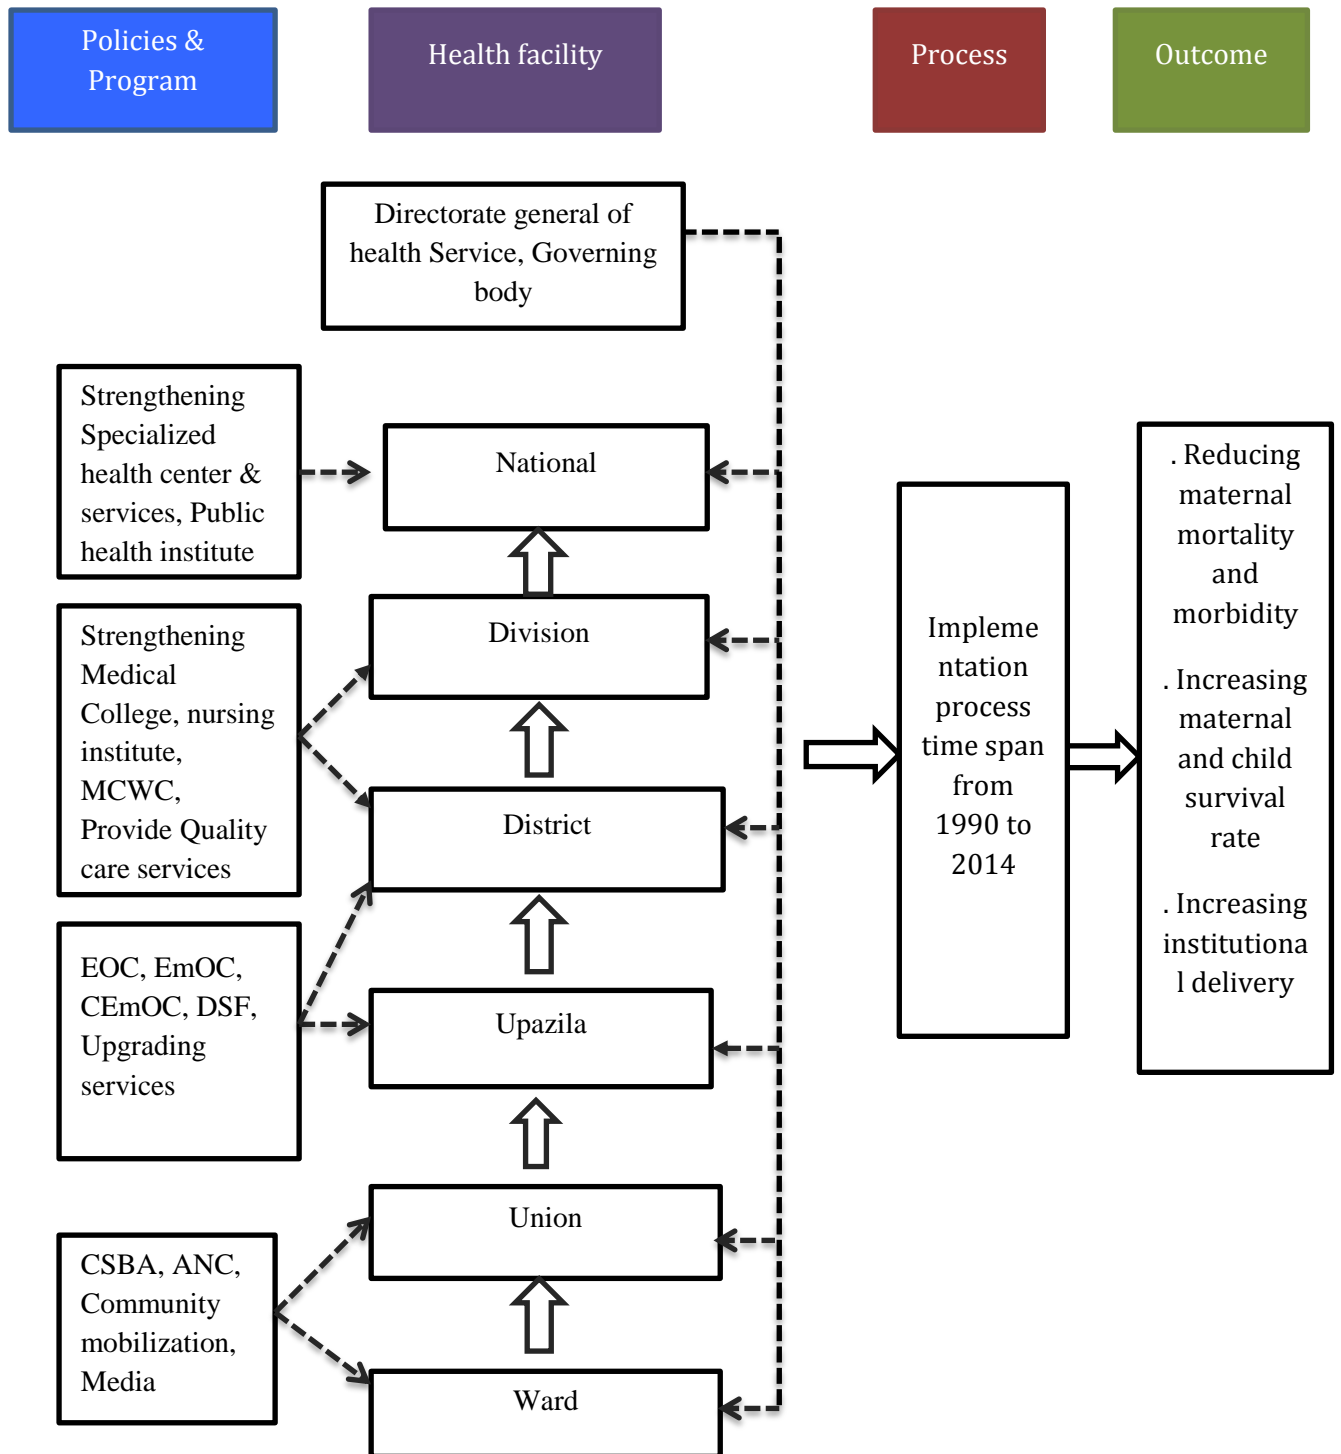 Policies &
Program
Health facility
Process
Outcome
Directorate general of
health Service, Governing
body
Strengthening
Specialized
health center &
services, Public
health institute
National
Strengthening
Medical
College, nursing
institute,
MCWC,
Provide Quality
care services
Division
District
EOC, EmOC,
CEmOC, DSF,
Upgrading
services
Upazila
CSBA, ANC,
Community
mobilization,
Media
Union
Ward
Impleme
ntation
process
time span
from
1990 to
2014
. Reducing
maternal
mortality
and
morbidity
. Increasing
maternal
and child
survival
rate
. Increasing
institutiona
l delivery